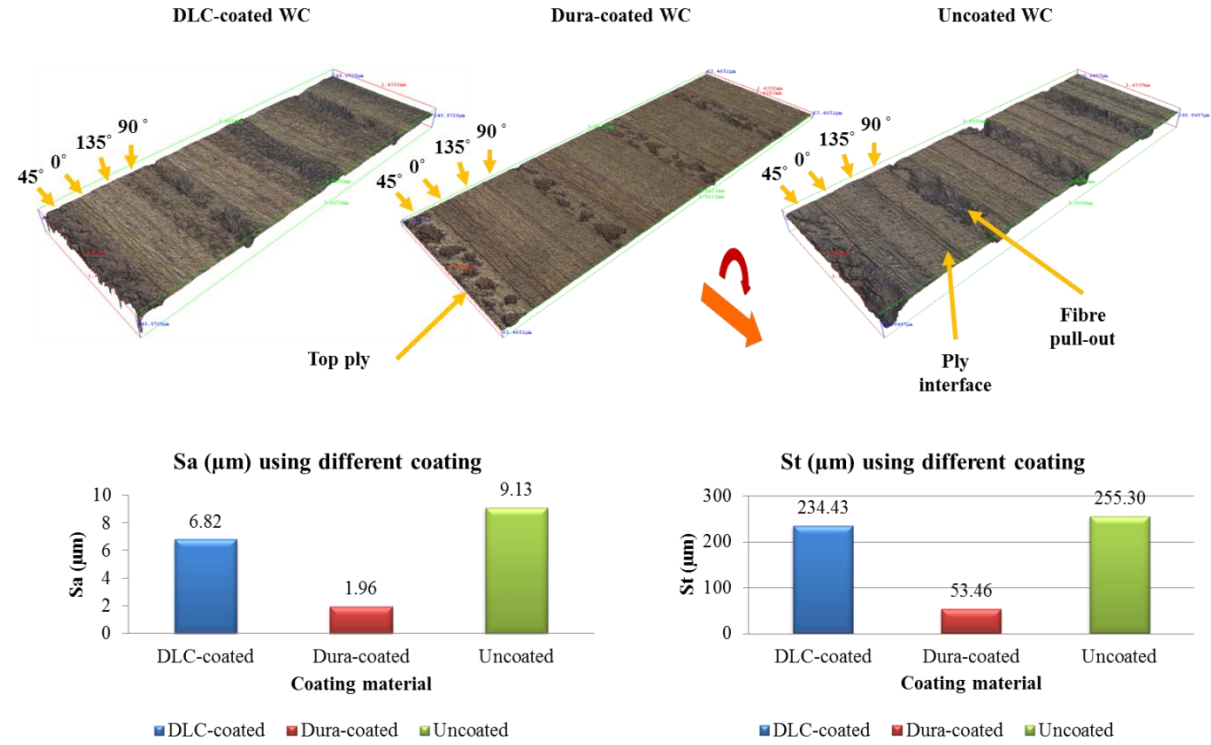 DLC-coated WC
Dura-coated WC
Uncoated WC
45°
0°
135°
90°
45°
0°
135°
90°
45°
0°
135°
90°
Top ply
Ply
interface
Fibre
pull-out
Sa (µm) using different coating
Sa (µm)
10
8
6
4
2
0
6.82
1.96
9.13
DLC-coated
Dura-coated
Uncoated
Coating material
DLC-coated
Dura-coated
Uncoated
St (µm) using different coating
St (µm)
300
200
100
0
234.43
53.46
255.30
DLC-coated
Dura-coated
Uncoated
Coating material
DLC-coated
Dura-coated
Uncoated